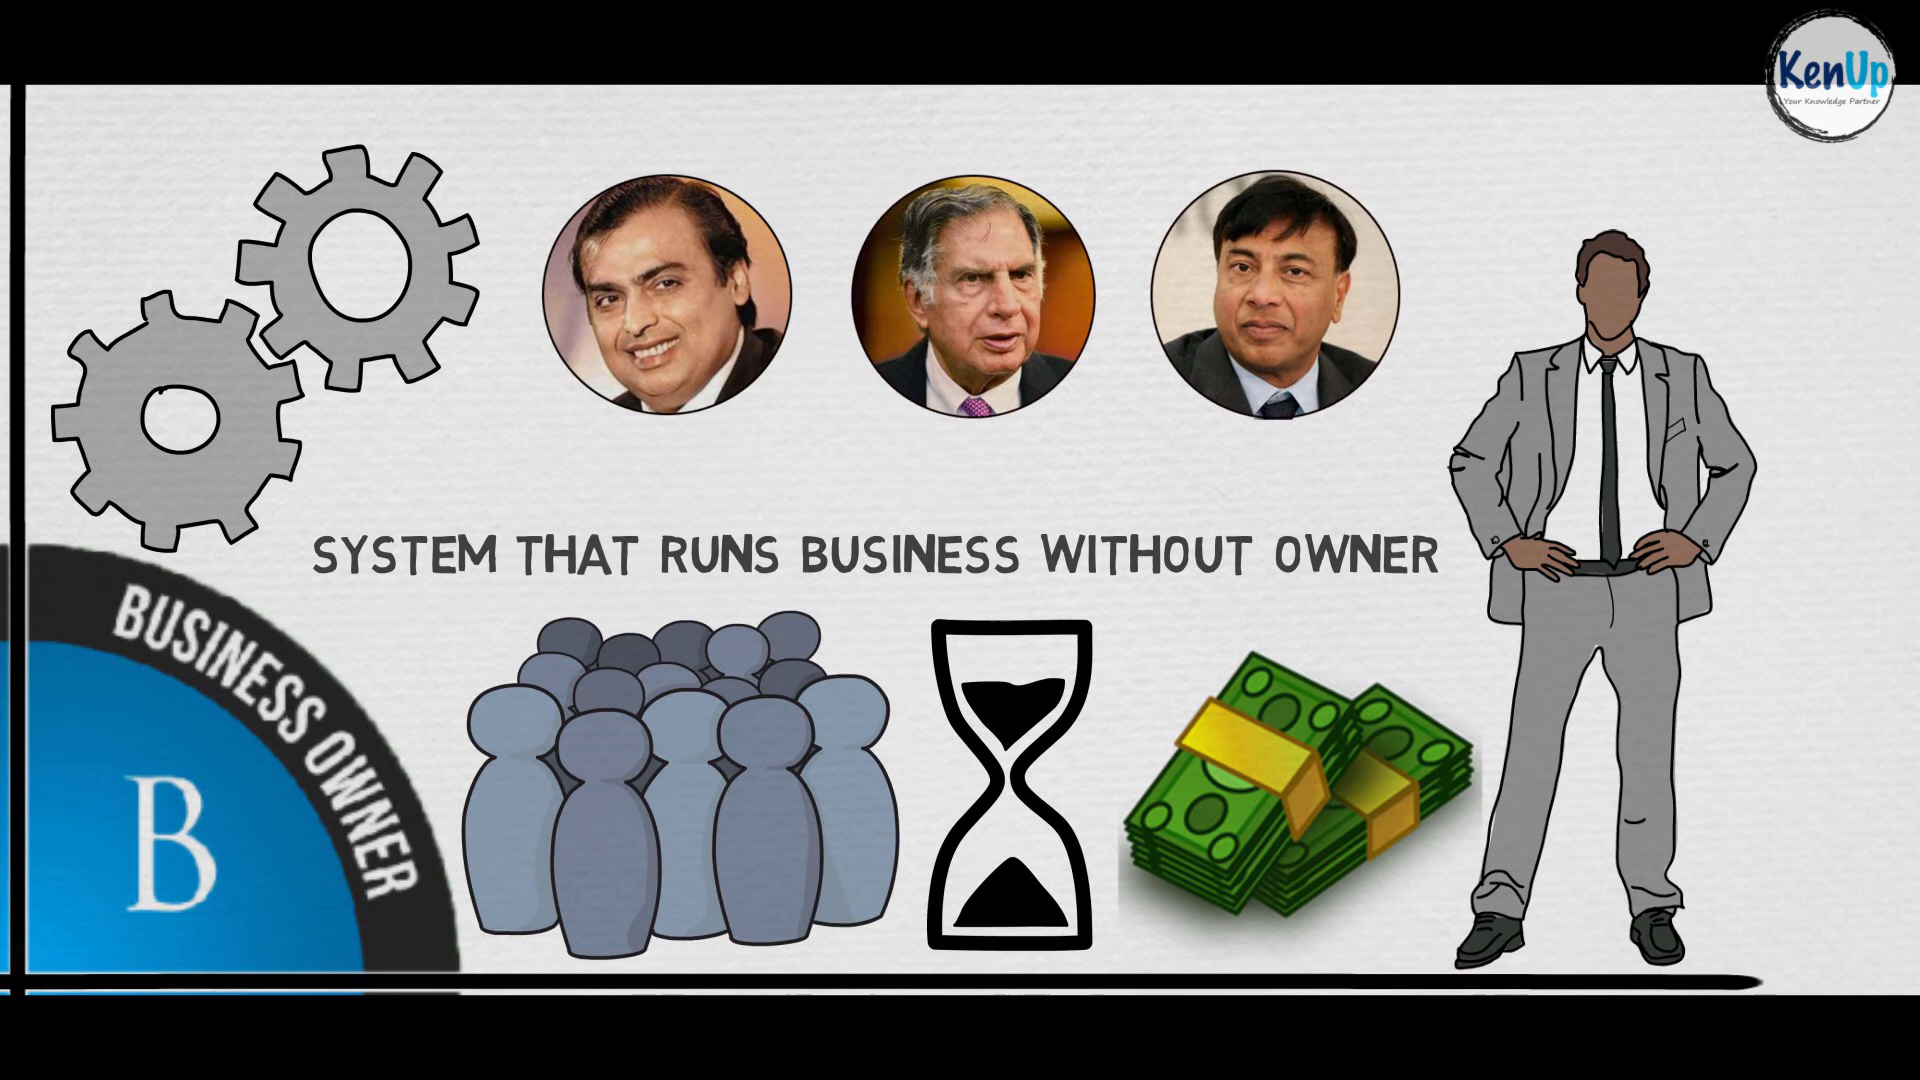 KenUp
Your Knowledge Partner
SYSTEM THAT RUNS BUSINESS WITHOUT OWNER
BUSINESS OWNER
B